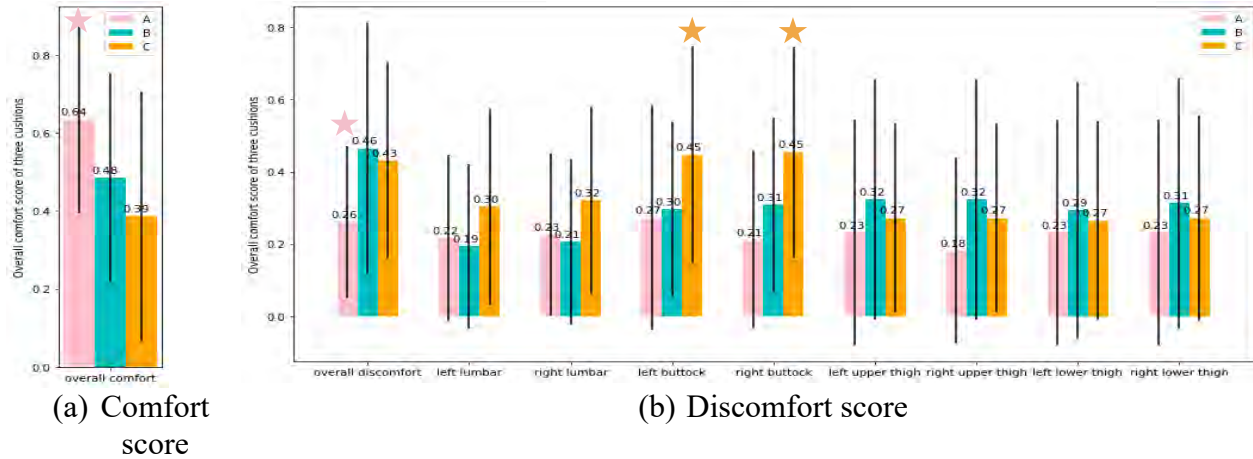 Overall comfort score of three cushions
0.8
0.6
0.4
0.2
0.0
A
B
C
0.64
0.48
0.39
overall comfort
(a) Comfort
score
Overall comfort score of three cushions
0.8
0.6
0.4
0.2
0.0
A
B
C
0.26
0.46
0.43
0.22
0.19
0.30
0.23
0.21
0.32
0.27
0.30
0.45
0.21
0.31
0.45
0.23
0.32
0.27
0.18
0.32
0.27
0.23
0.29
0.27
0.23
0.31
0.27
overall discomfort
left lumbar
right lumbar
left buttock
right buttock
left upper thigh
right upper thigh
left lower thigh
right lower thigh
(b) Discomfort score